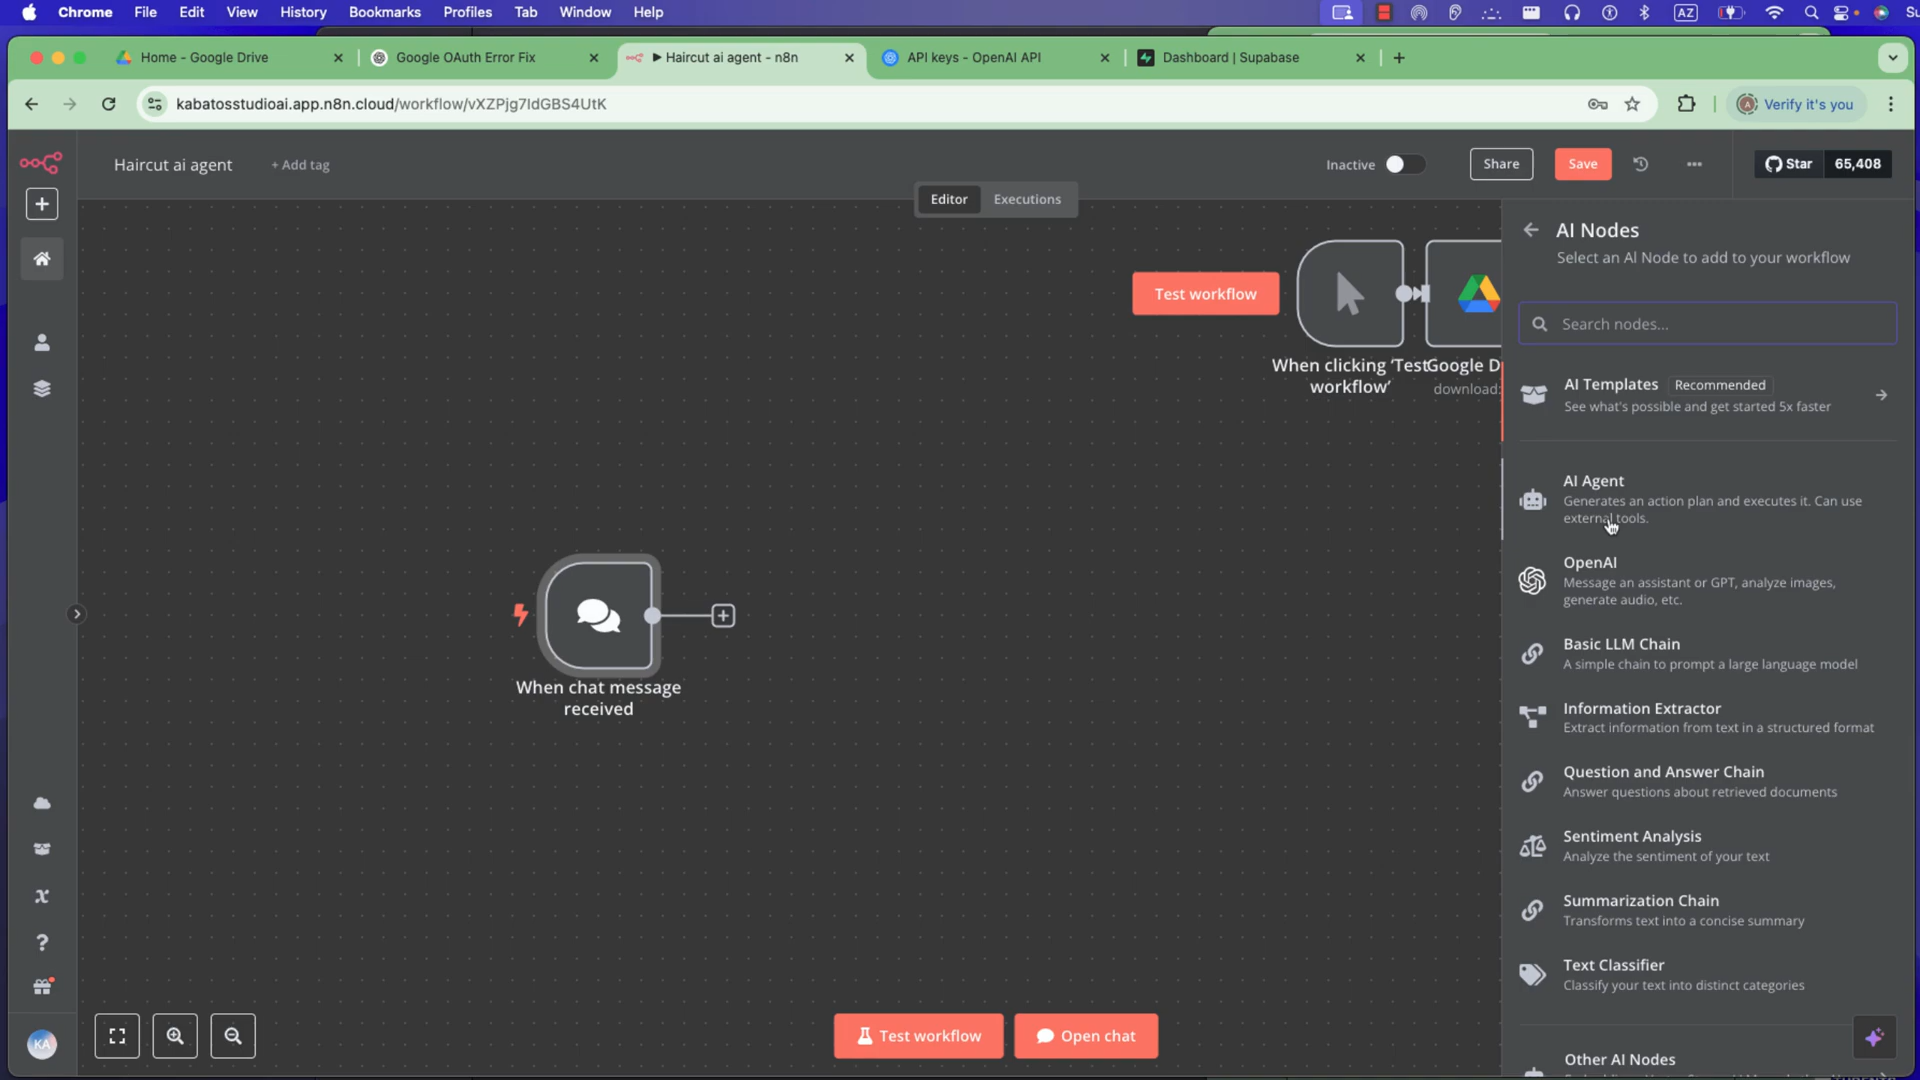 Chrome File Edit View History Bookmarks Profiles Tab Window Help AZ
Home - Google Drive
Google OAuth Error Fix
Haircut ai agent - n8n
API keys - OpenAI API
Dashboard | Supabase
kabatosstudioai.app.n8n.cloud/workflow/vXZPjg7IdGBS4UtK
Verify it's you
Haircut ai agent
+ Add tag
Inactive
Share
Save
Star 65,408
Editor Executions
AI Nodes
Select an AI Node to add to your workflow
Search nodes...
Test workflow
When clicking ‘Test
workflow’
Google D
download:
AI Templates Recommended
See what's possible and get started 5x faster
AI Agent
Generates an action plan and executes it. Can use
external tools.
OpenAI
Message an assistant or GPT, analyze images,
generate audio, etc.
Basic LLM Chain
A simple chain to prompt a large language model
Information Extractor
Extract information from text in a structured format
Question and Answer Chain
Answer questions about retrieved documents
Sentiment Analysis
Analyze the sentiment of your text
Summarization Chain
Transforms text into a concise summary
Text Classifier
Classify your text into distinct categories
Other AI Nodes
When chat message
received
KA
Test workflow
Open chat